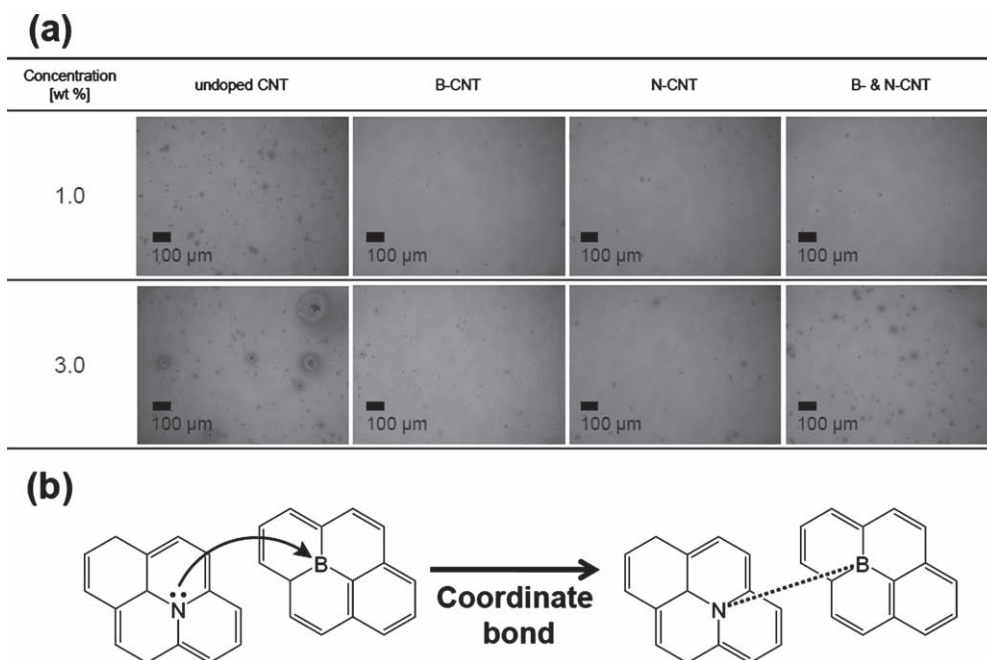 (a)
Concentration
[wt %]
undoped CNT
B-CNT
N-CNT
B- & N-CNT
1.0
100 µm
100 µm
100 µm
100 µm
3.0
100 µm
100 µm
100 µm
100 µm
(b)
N
B
Coordinate
bond
N
B